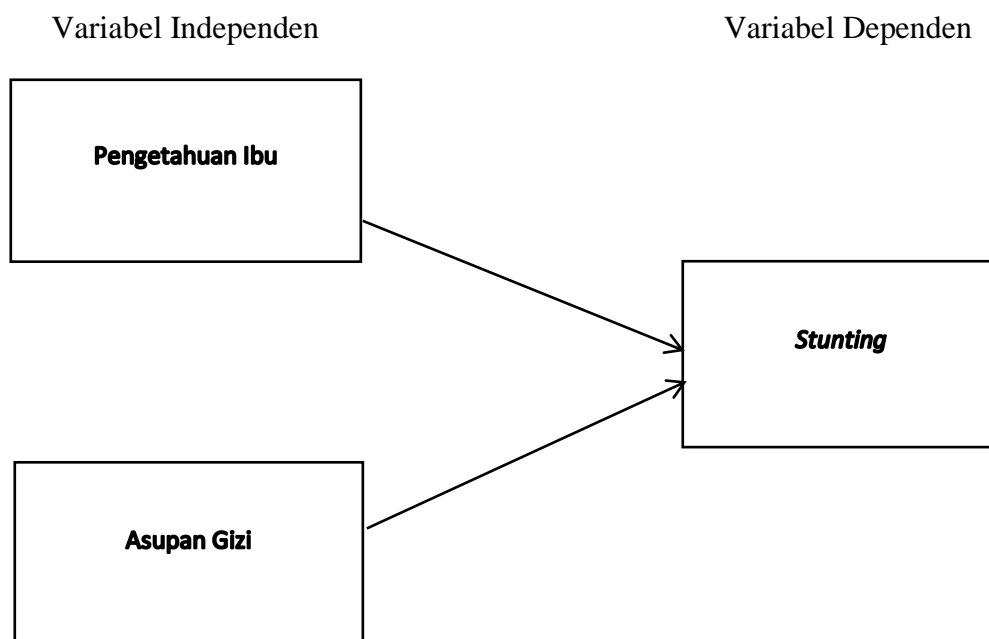 Variabel Independen
Variabel Dependen
Pengetahuan Ibu
Stunting
Asupan Gizi